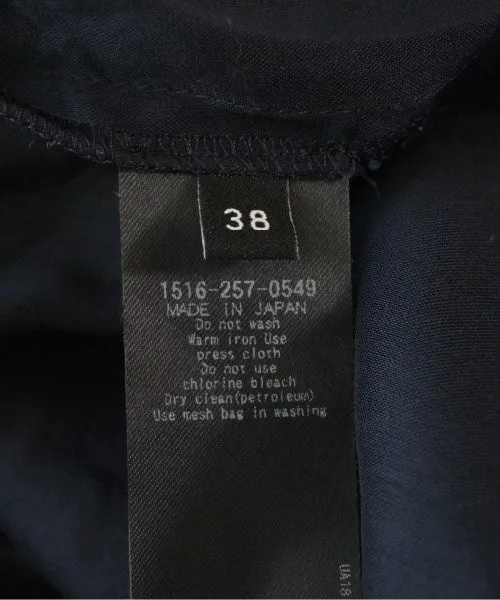 38
1516-257-0549
MADE IN JAPAN
Do not wash
Warm iron Use
press cloth
Do not use
chlorine bleach
Dry clean(petroleum)
Use mesh bag in washing
UA18